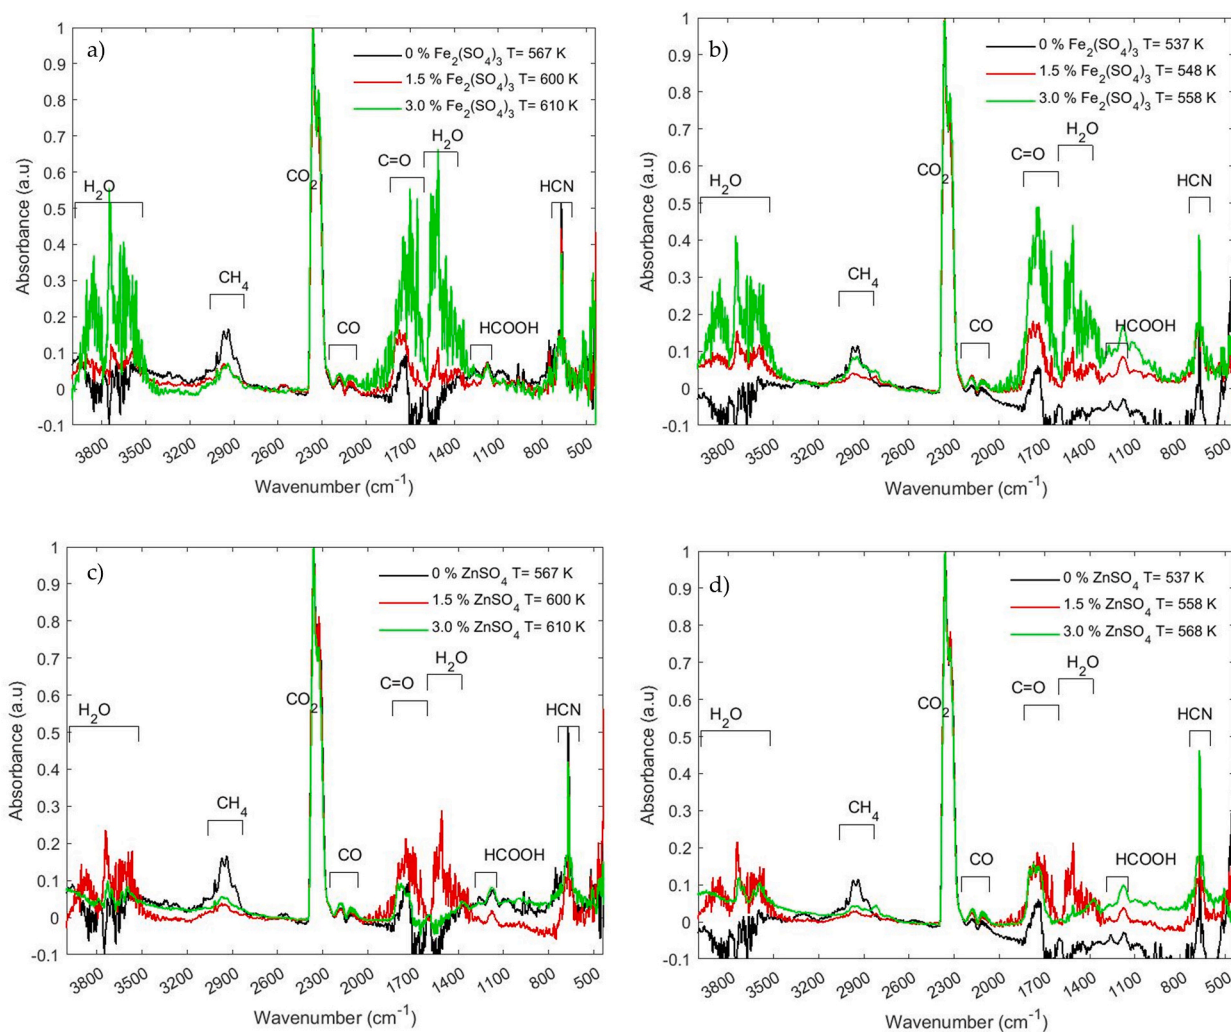 a)
0 % Fe2(SO4)3 T= 567 K
1.5 % Fe2(SO4)3 T= 600 K
3.0 % Fe2(SO4)3 T= 610 K
H2O
CH4
CO2
CO
C=O
H2O
HCOOH
HCN
Absorbance (a.u)
1
0.9
0.8
0.7
0.6
0.5
0.4
0.3
0.2
0.1
0
-0.1
3800 3500 3200 2900 2600 2300 2000 1700 1400 1100 800 500
Wavenumber (cm-1)
b)
0 % Fe2(SO4)3 T= 537 K
1.5 % Fe2(SO4)3 T= 548 K
3.0 % Fe2(SO4)3 T= 558 K
H2O
CH4
CO2
CO
C=O
H2O
HCOOH
HCN
Absorbance (a.u)
1
0.9
0.8
0.7
0.6
0.5
0.4
0.3
0.2
0.1
0
-0.1
3800 3500 3200 2900 2600 2300 2000 1700 1400 1100 800 500
Wavenumber (cm-1)
c)
0 % ZnSO4 T= 567 K
1.5 % ZnSO4 T= 600 K
3.0 % ZnSO4 T= 610 K
H2O
CH4
CO2
CO
C=O
H2O
HCOOH
HCN
Absorbance (a.u)
1
0.9
0.8
0.7
0.6
0.5
0.4
0.3
0.2
0.1
0
-0.1
3800 3500 3200 2900 2600 2300 2000 1700 1400 1100 800 500
Wavenumber (cm-1)
d)
0 % ZnSO4 T= 537 K
1.5 % ZnSO4 T= 558 K
3.0 % ZnSO4 T= 568 K
H2O
CH4
CO2
CO
C=O
H2O
HCOOH
HCN
Absorbance (a.u)
1
0.9
0.8
0.7
0.6
0.5
0.4
0.3
0.2
0.1
0
-0.1
3800 3500 3200 2900 2600 2300 2000 1700 1400 1100 800 500
Wavenumber (cm-1)